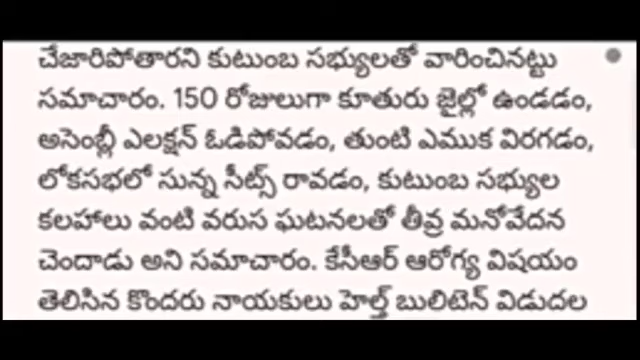 చేజారిపోతారని కుటుంబ సభ్యులతో వారించినట్టు
సమాచారం. 150 రోజులుగా కూతురు జైల్లో ఉండడం,
అసెంబ్లీ ఎలక్షన్ ఓడిపోవడం, తుంటి ఎముక విరగడం,
లోకసభలో సున్న సీట్స్ రావడం, కుటుంబ సభ్యుల
కలహాలు వంటి వరుస ఘటనలతో తీవ్ర మనోవేదన
చెందాడు అని సమాచారం. కేసీఆర్ ఆరోగ్య విషయం
తెలిసిన కొందరు నాయకులు హెల్త్ బులిటెన్ విడుదల